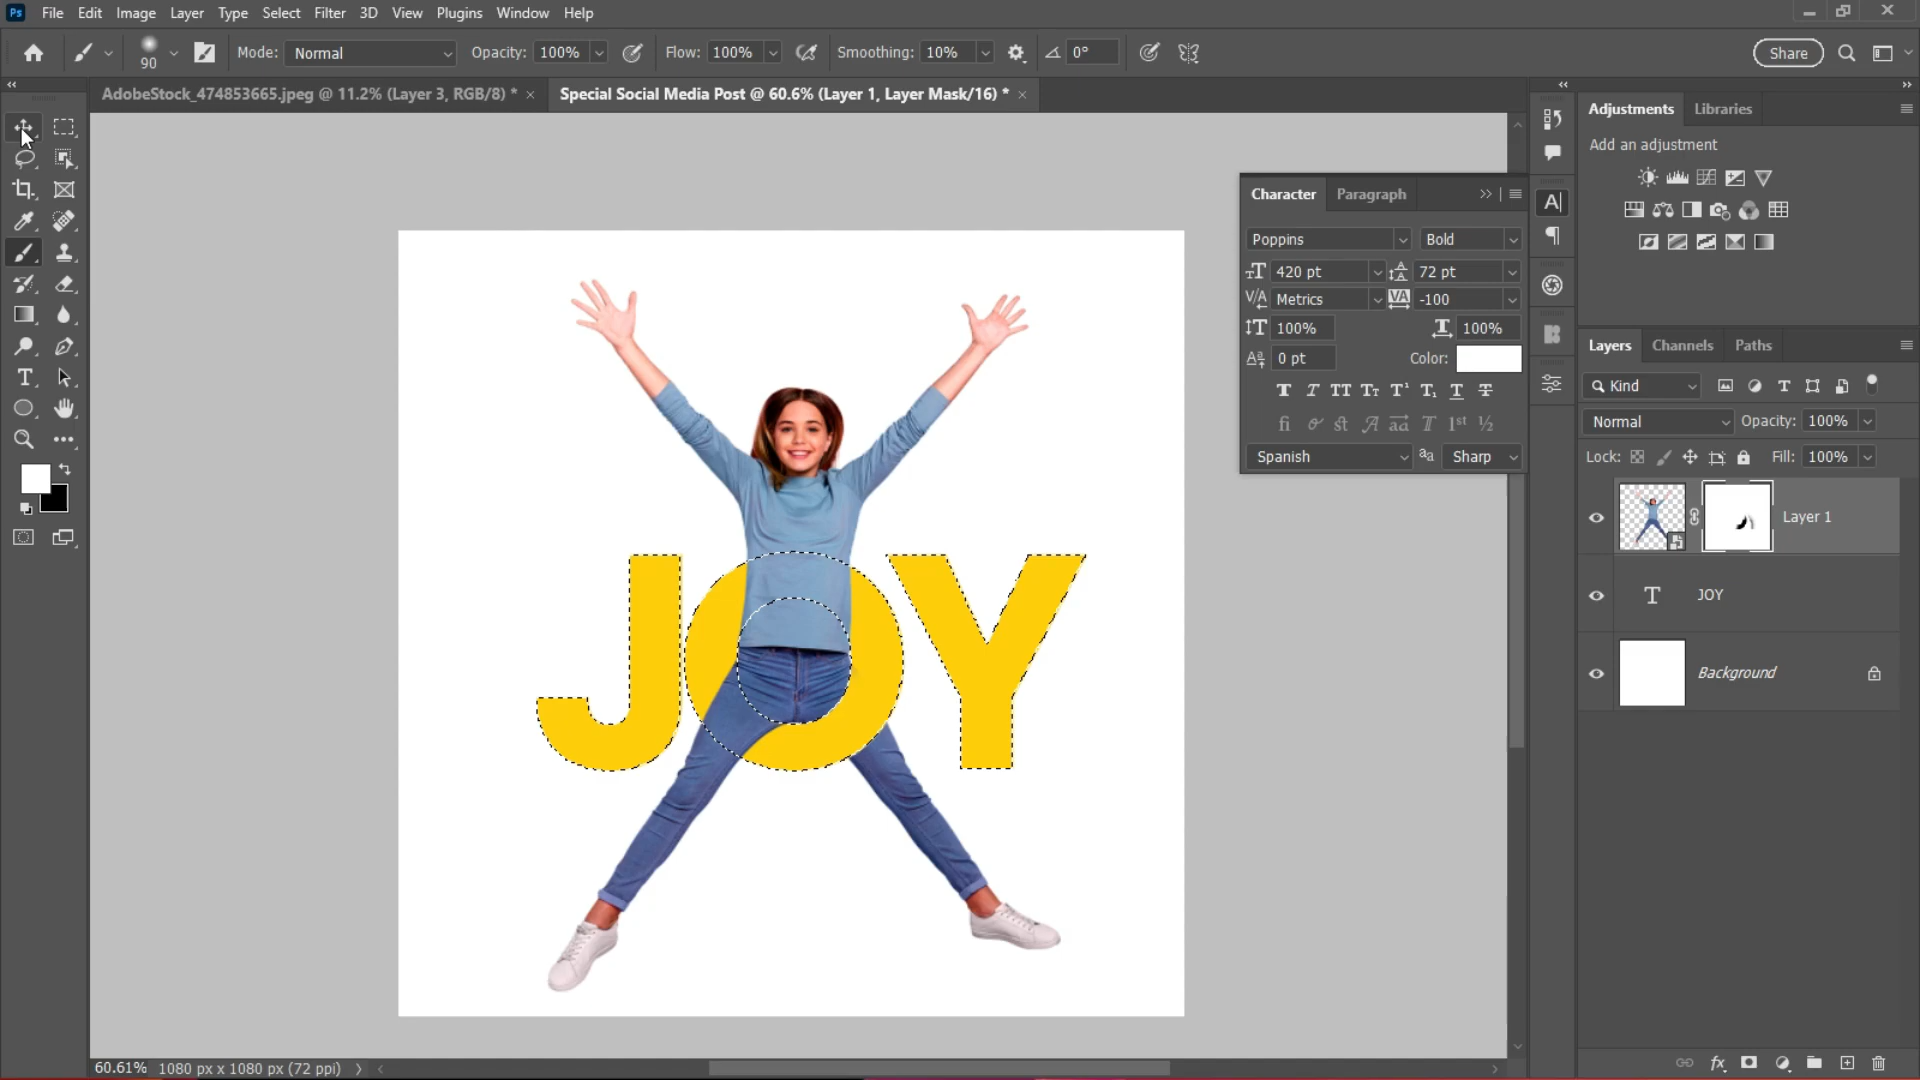 Ps File Edit Image Layer Type Select Filter 3D View Plugins Window Help
90 Mode: Normal Opacity: 100% Flow: 100% Smoothing: 10% 0° Share
AdobeStock_474853665.jpeg @ 11.2% (Layer 3, RGB/8) * × Special Social Media Post @ 60.6% (Layer 1, Layer Mask/16) * ×
Adjustments Libraries
Add an adjustment
Character Paragraph
Poppins Bold
420 pt 72 pt
Metrics -100
100% 100%
0 pt Color:
Spanish aa Sharp
Layers Channels Paths
Kind
Normal Opacity: 100%
Lock: Fill: 100%
Layer 1
JOY
Background
JOY
60.61% 1080 px x 1080 px (72 ppi)